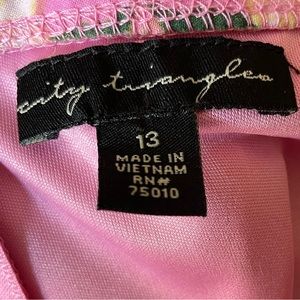 city triangles
13
MADE IN
VIETNAM
RN#
75010